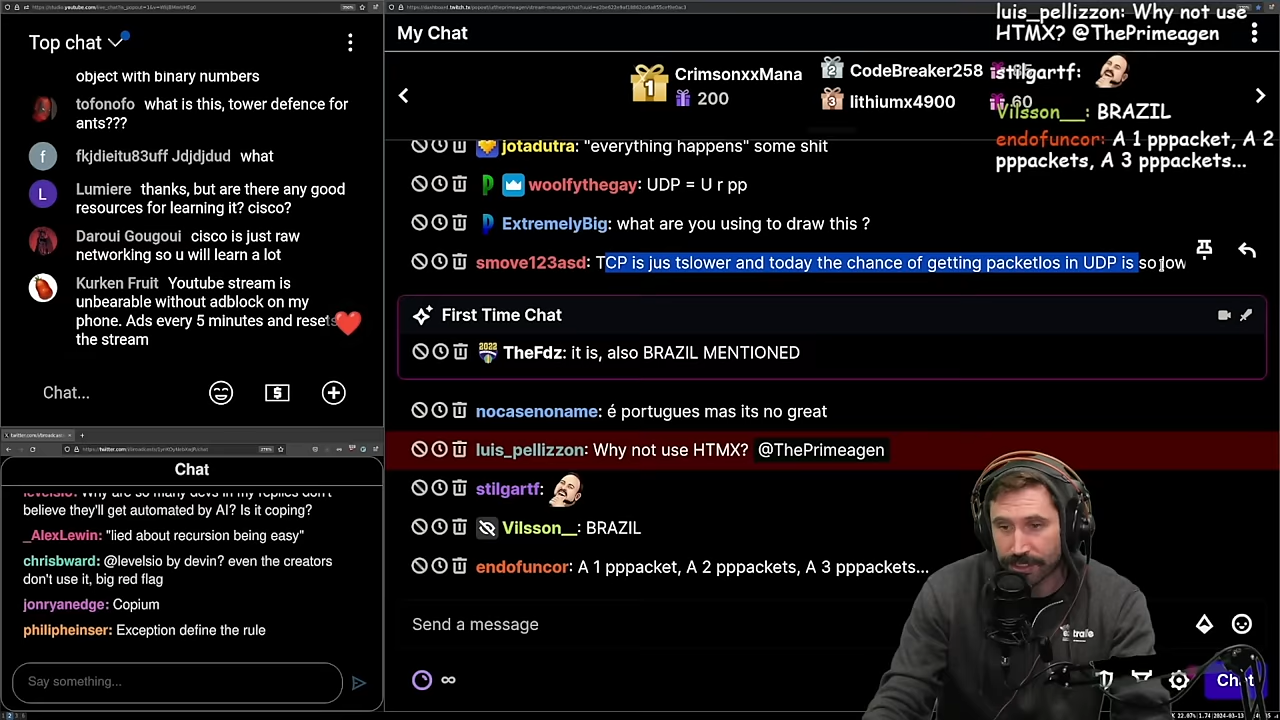 Top chat
object with binary numbers
tofonofo what is this, tower defence for
ants???
f
fkjdieitu83uff Jdjdjdud what
L
Lumiere thanks, but are there any good
resources for learning it? cisco?
Daroui Gougoui cisco is just raw
networking so u will learn a lot
Kurken Fruit Youtube stream is
unbearable without adblock on my
phone. Ads every 5 minutes and resets
the stream
Chat...
Chat
levelsio: Why are so many devs in my replies don't
believe they'll get automated by AI? Is it coping?
_AlexLewin: "lied about recursion being easy"
chrisbward: @levelsio by devin? even the creators
don't use it, big red flag
jonryanedge: Copium
philipheinser: Exception define the rule
Say something...
My Chat
1
CrimsonxxMana
200
2
CodeBreaker258
3
lithiumx4900
60
jotadutra: "everything happens" some shit
woolfythegay: UDP = U r pp
ExtremelyBig: what are you using to draw this ?
smove123asd: TCP is jus tslower and today the chance of getting packetlos in UDP is so low
First Time Chat
2022
TheFdz: it is, also BRAZIL MENTIONED
nocasenoname: é portugues mas its no great
luis_pellizzon: Why not use HTMX? @ThePrimeagen
stilgartf:
Vilsson__: BRAZIL
endofuncor: A 1 pppacket, A 2 pppackets, A 3 pppackets...
Send a message
Chat
luis_pellizzon: Why not use
HTMX? @ThePrimeagen
stilgartf:
Vilsson__: BRAZIL
endofuncor: A 1 pppacket, A 2
pppackets, A 3 pppackets...